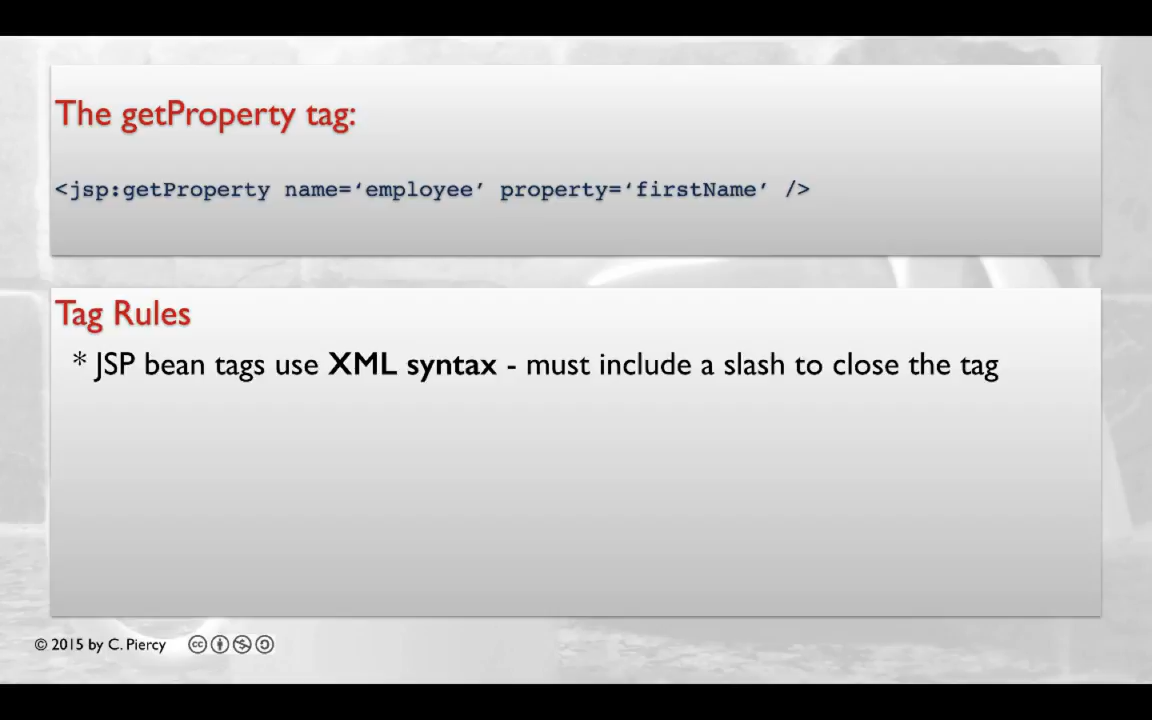 The getProperty tag:
<jsp:getProperty name=‘employee’ property=‘firstName’ />
Tag Rules
* JSP bean tags use XML syntax - must include a slash to close the tag
© 2015 by C. Piercy
cc